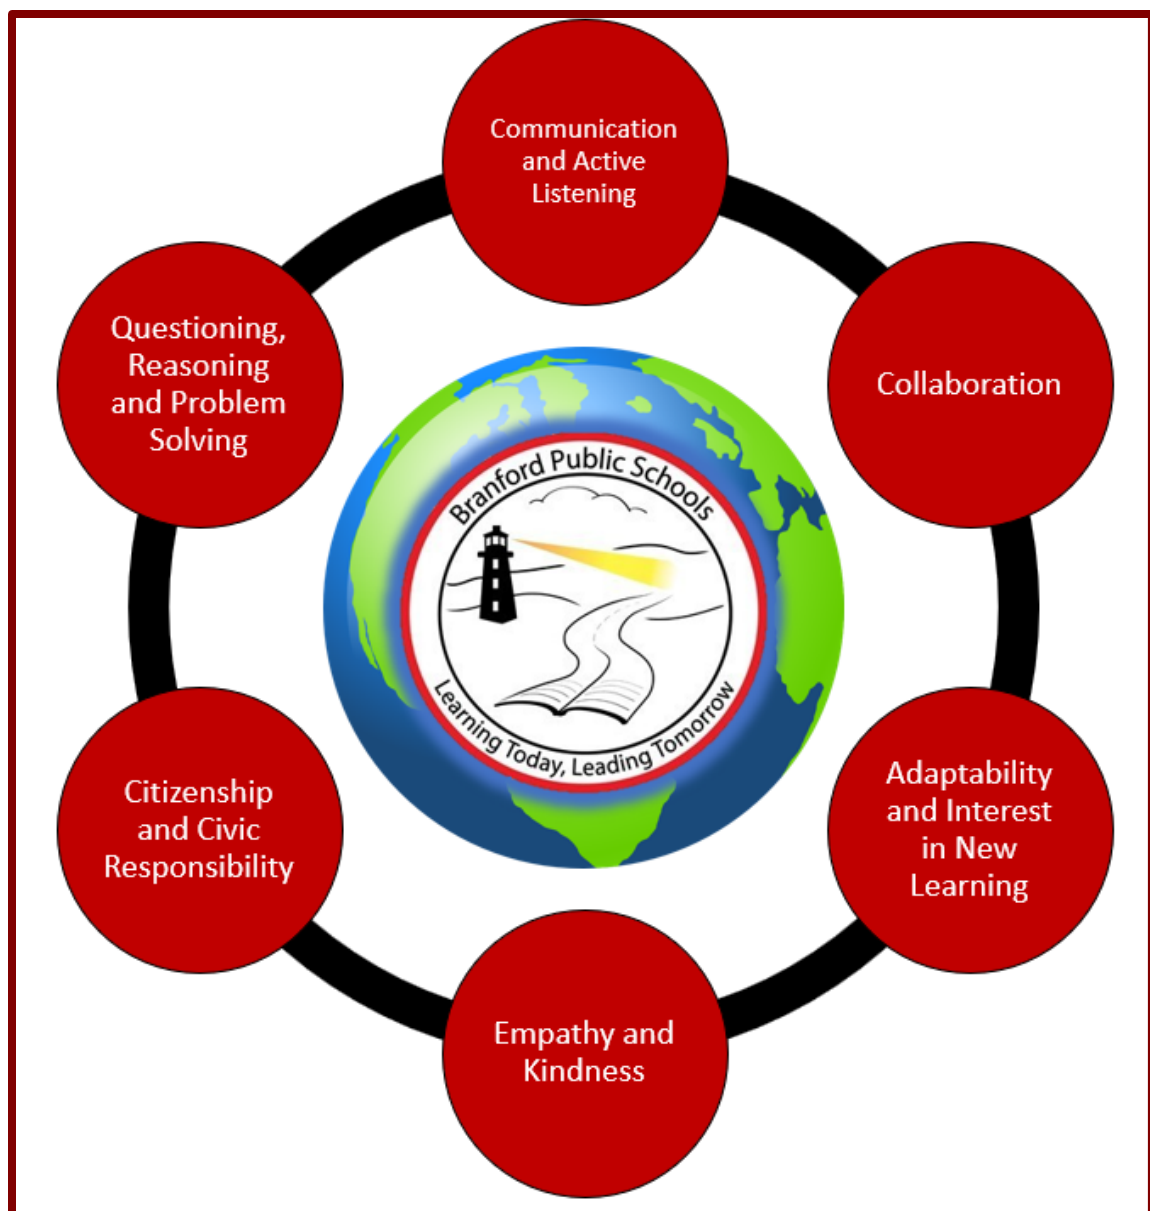 Communication
and Active
Listening
Collaboration
Adaptability
and Interest
in New
Learning
Empathy and
Kindness
Citizenship
and Civic
Responsibility
Questioning,
Reasoning
and Problem
Solving
Branford Public Schools
Learning Today, Leading Tomorrow